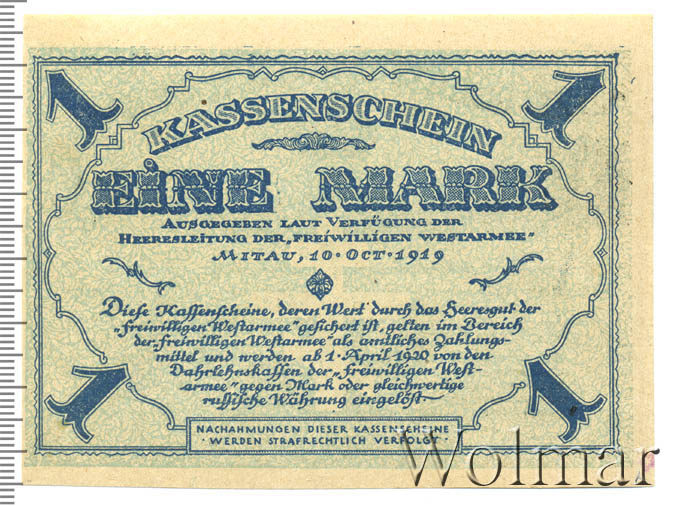 1 1
KASSENSCHEIN
EINE MARK
AUSGEGEBEN LAUT VERFÜGUNG DER
HEERESLEITUNG DER „FREIWILLIGEN WESTARMEE"
MITAU, 10·OCT·1919
Diese Kassenscheine, deren Wert durch das Heeresgut der
„freiwilligen Westarmee" gesichert ist, gelten im Bereich
der „freiwilligen Westarmee" als amtliches Zahlungs-
mittel und werden ab 1·April 1920 von den
Darlehnskassen der „freiwilligen West-
armee" gegen Mark oder gleichwertige
russische Währung eingelöst·
1 1
NACHAHMUNGEN DIESER KASSENSCHEINE
·WERDEN STRAFRECHTLICH VERFOLGT·
Wolmar